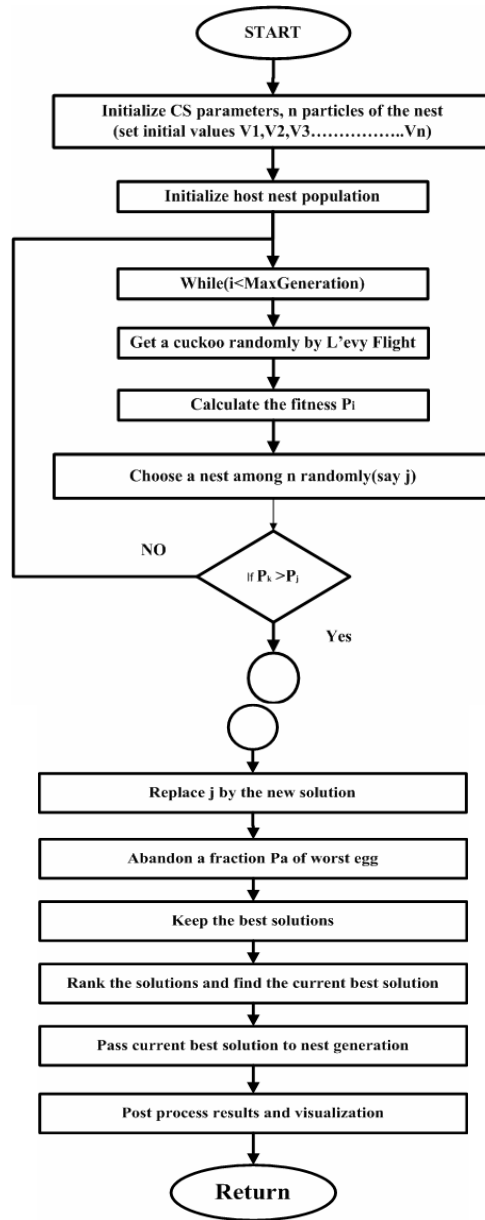 START
Initialize CS parameters, n particles of the nest
(set initial values V1,V2,V3……………..Vn)
Initialize host nest population
While(i<MaxGeneration)
Get a cuckoo randomly by L'evy Flight
Calculate the fitness Pi
Choose a nest among n randomly(say j)
NO
If Pk >Pj
Yes
Replace j by the new solution
Abandon a fraction Pa of worst egg
Keep the best solutions
Rank the solutions and find the current best solution
Pass current best solution to nest generation
Post process results and visualization
Return